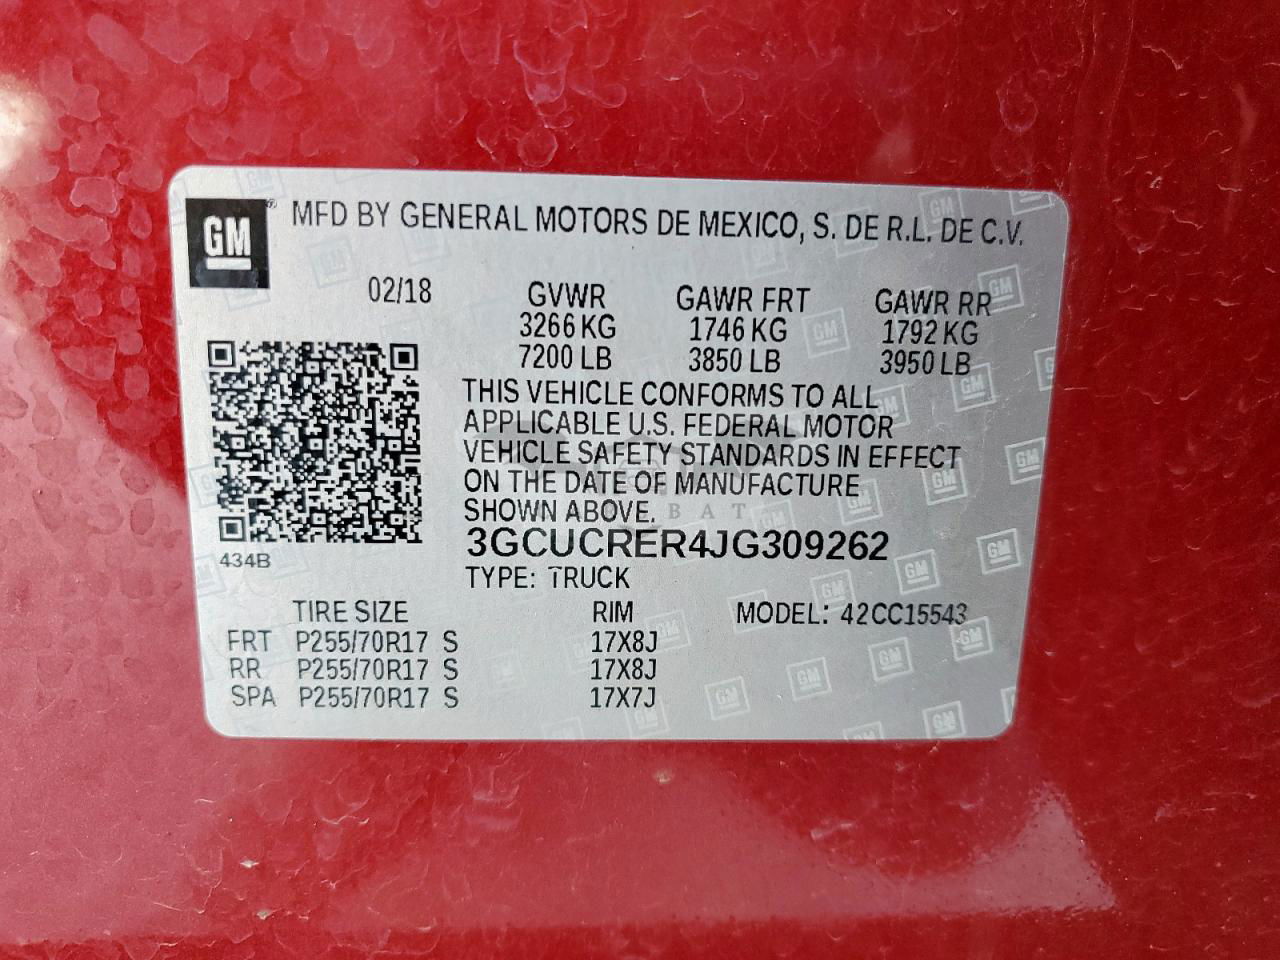 GM® MFD BY GENERAL MOTORS DE MEXICO, S. DE R.L. DE C.V.
02/18 GVWR GAWR FRT GAWR RR
3266 KG 1746 KG 1792 KG
7200 LB 3850 LB 3950 LB
THIS VEHICLE CONFORMS TO ALL
APPLICABLE U.S. FEDERAL MOTOR
VEHICLE SAFETY STANDARDS IN EFFECT
ON THE DATE OF MANUFACTURE
SHOWN ABOVE.
3GCUCRER4JG309262
434B
TYPE: TRUCK
TIRE SIZE RIM MODEL: 42CC15543
FRT P255/70R17 S 17X8J
RR P255/70R17 S 17X8J
SPA P255/70R17 S 17X7J